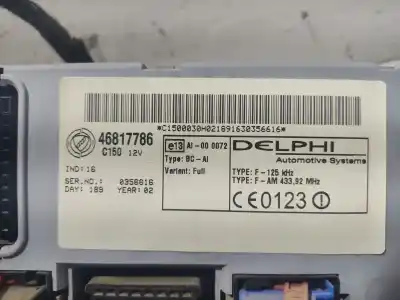 *C1500030H021891630356616*
46817786
C150 12V
IND: 16
SER.NO.: 0356616
DAY: 189 YEAR: 02
e13 AI-00 0072
Type: BC-AI
Variant: Full
DELPHI
Automotive Systems
TYPE: F - 125 kHz
TYPE: F - AM 433,92 MHz
CE0123!